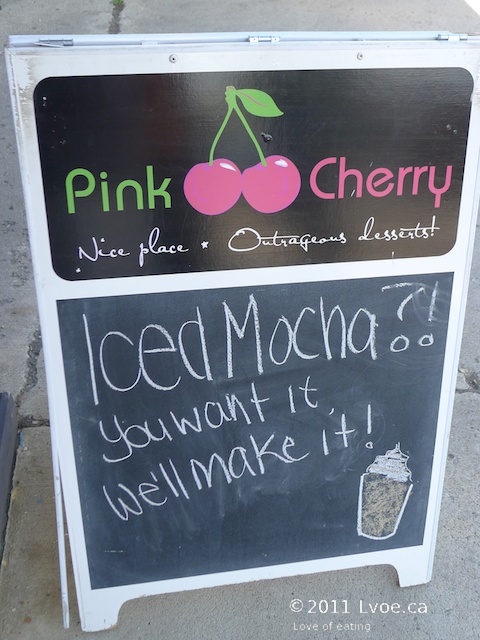 Pink Cherry
Nice place * Outrageous desserts!
Iced Mocha?!
you want it,
we'll make it!
© 2011 Lvoe.ca
Love of eating